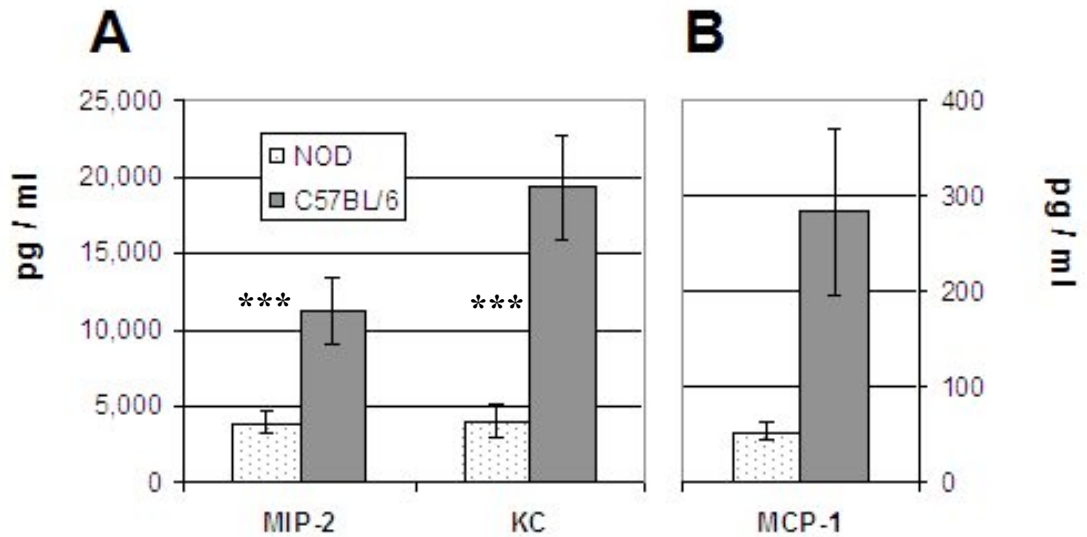 A B
25,000
20,000
15,000
10,000
5,000
0
pg / ml
NOD
C57BL/6
*** ***
MIP-2 KC
400
300
200
100
0
pg / ml
MCP-1